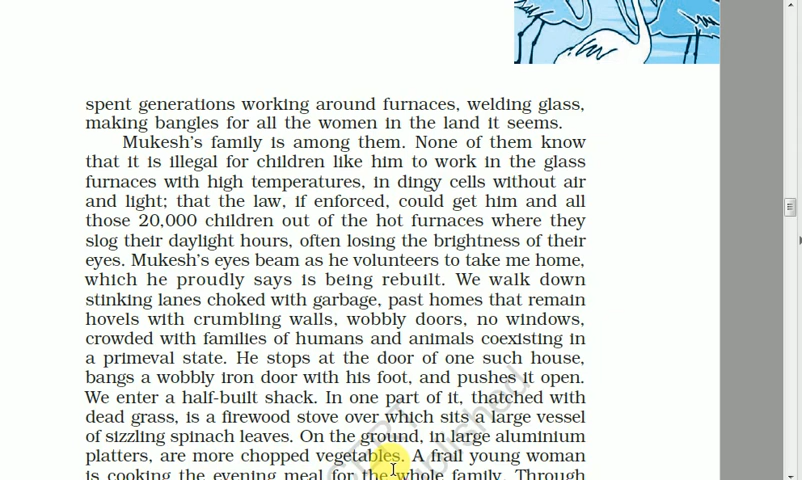 spent generations working around furnaces, welding glass,
making bangles for all the women in the land it seems.
Mukesh's family is among them. None of them know
that it is illegal for children like him to work in the glass
furnaces with high temperatures, in dingy cells without air
and light; that the law, if enforced, could get him and all
those 20,000 children out of the hot furnaces where they
slog their daylight hours, often losing the brightness of their
eyes. Mukesh's eyes beam as he volunteers to take me home,
which he proudly says is being rebuilt. We walk down
stinking lanes choked with garbage, past homes that remain
hovels with crumbling walls, wobbly doors, no windows,
crowded with families of humans and animals coexisting in
a primeval state. He stops at the door of one such house,
bangs a wobbly iron door with his foot, and pushes it open.
We enter a half-built shack. In one part of it, thatched with
dead grass, is a firewood stove over which sits a large vessel
of sizzling spinach leaves. On the ground, in large aluminium
platters, are more chopped vegetables. A frail young woman
is cooking the evening meal for the whole family. Through